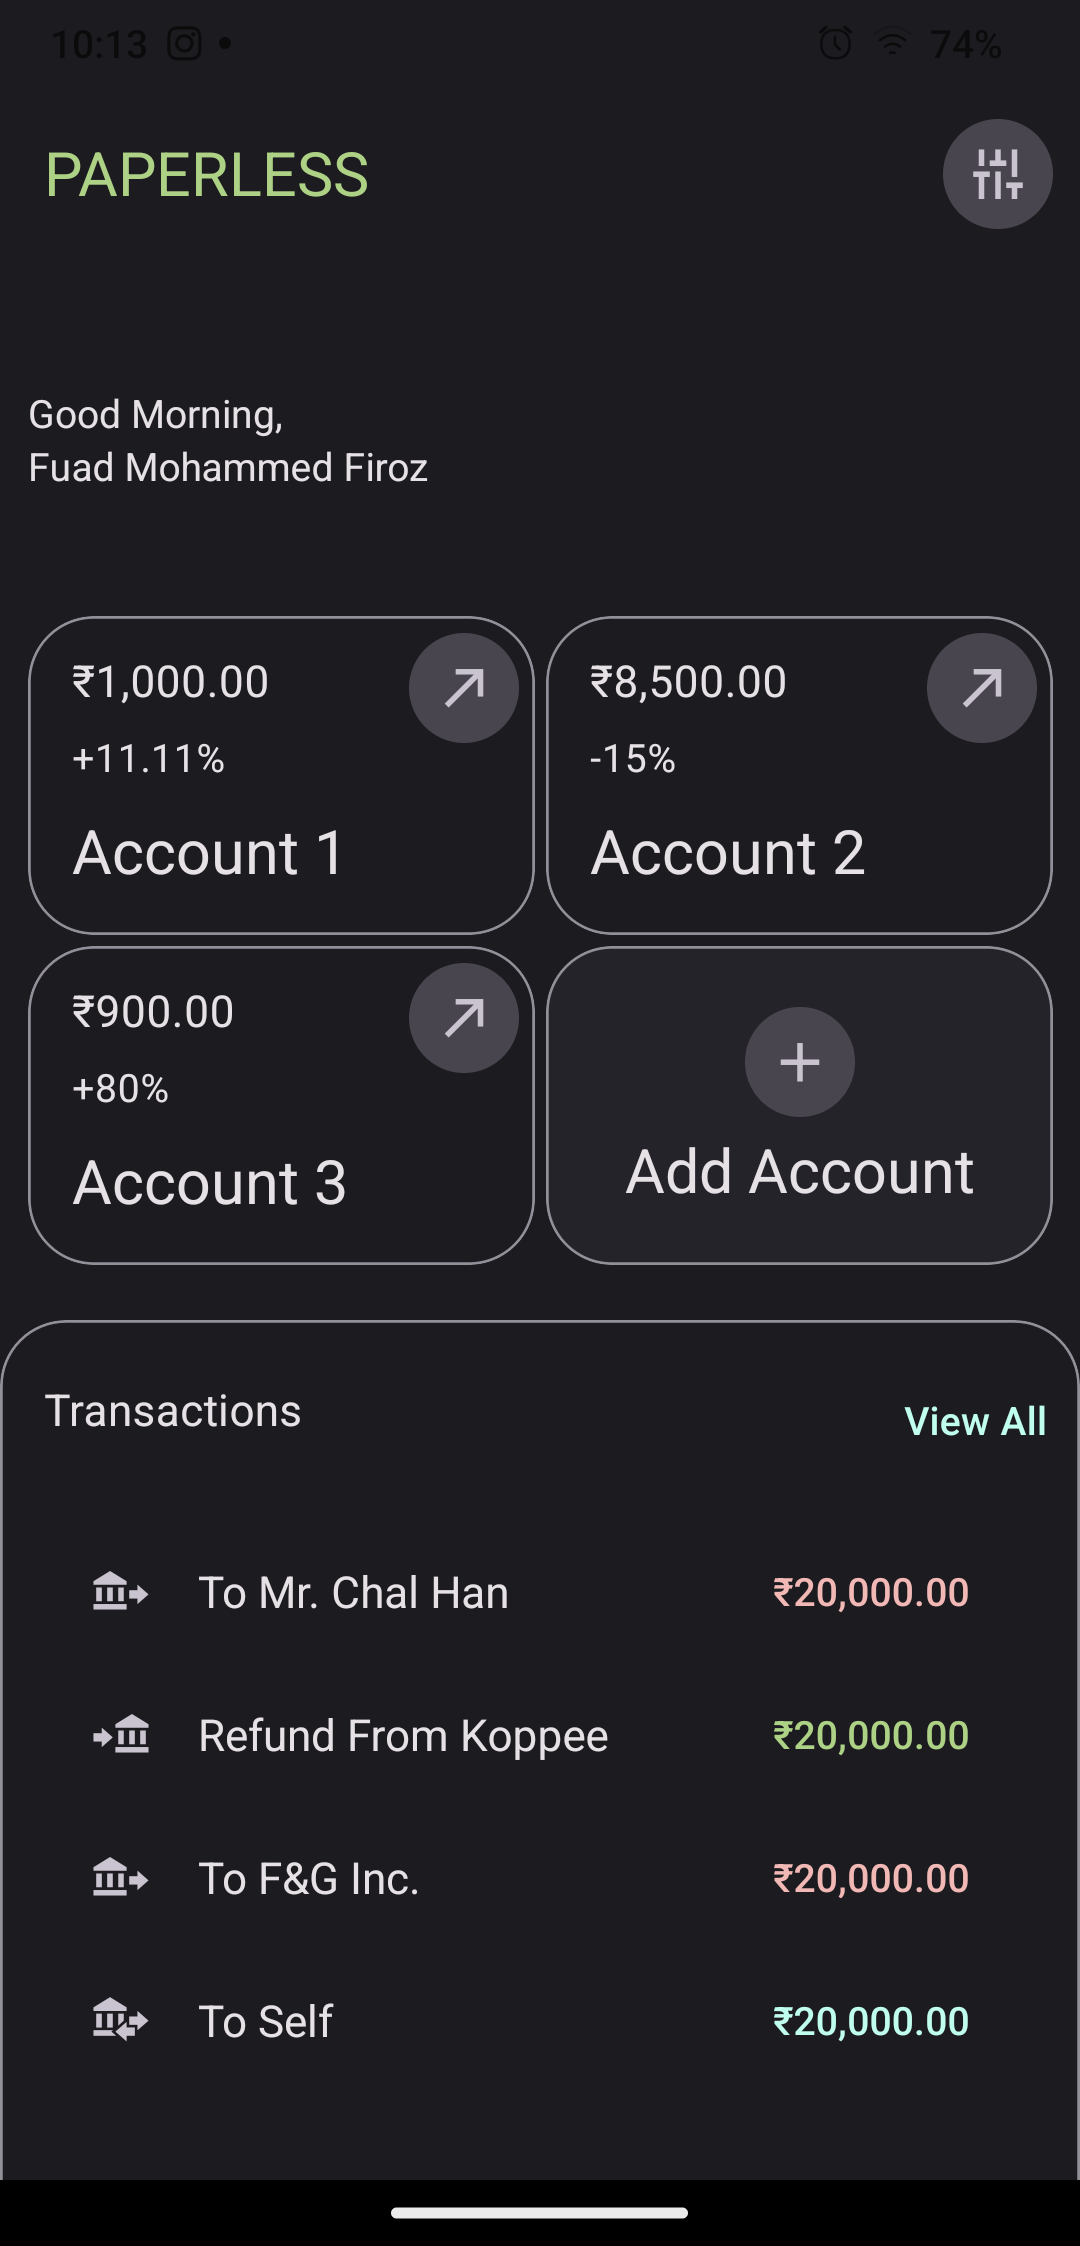 10:13
74%
PAPERLESS
Good Morning,
Fuad Mohammed Firoz
₹1,000.00
+11.11%
Account 1
₹8,500.00
-15%
Account 2
₹900.00
+80%
Account 3
Add Account
Transactions
View All
To Mr. Chal Han
₹20,000.00
Refund From Koppee
₹20,000.00
To F&G Inc.
₹20,000.00
To Self
₹20,000.00